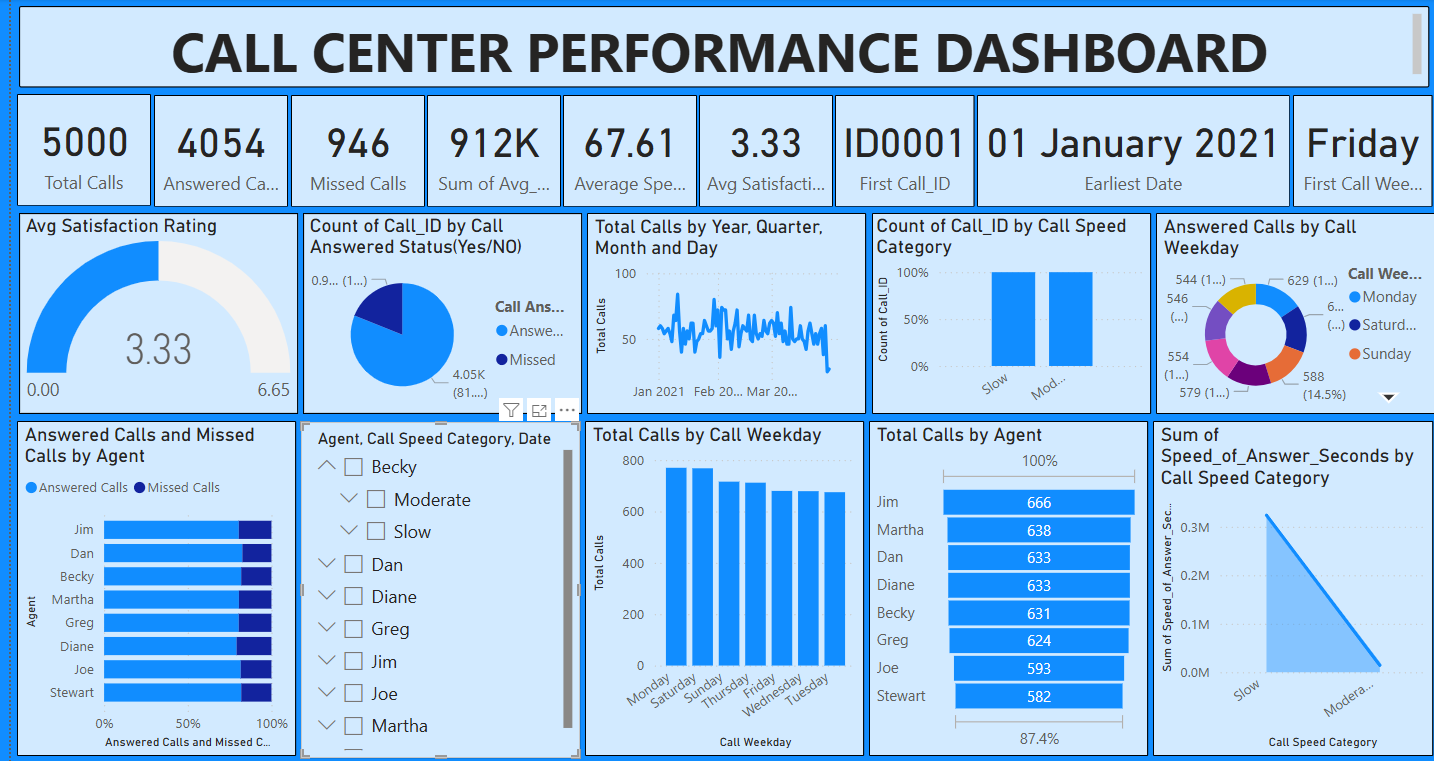 CALL CENTER PERFORMANCE DASHBOARD
5000
Total Calls
4054
Answered Ca...
946
Missed Calls
912K
Sum of Avg_...
67.61
Average Spe...
3.33
Avg Satisfacti...
ID0001
First Call_ID
01 January 2021
Earliest Date
Friday
First Call Wee...
Avg Satisfaction Rating
3.33
0.00
6.65
Count of Call_ID by Call
Answered Status(Yes/NO)
0.9... (1...)
4.05K
(81....)
Call Ans...
Answe...
Missed
Total Calls by Year, Quarter,
Month and Day
Total Calls
100
50
Jan 2021 Feb 20... Mar 20...
Count of Call_ID by Call Speed
Category
Count of Call_ID
100%
50%
0%
Slow
Mod...
Answered Calls by Call
Weekday
544 (1...)
629 (1...)
546
(...)
6...
(...)
554
(1...)
588
(14.5%)
579 (1...)
Call Wee...
Monday
Saturd...
Sunday
Answered Calls and Missed
Calls by Agent
Answered Calls Missed Calls
Agent
Jim
Dan
Becky
Martha
Greg
Diane
Joe
Stewart
0% 50% 100%
Answered Calls and Missed C...
Agent, Call Speed Category, Date
Becky
Moderate
Slow
Dan
Diane
Greg
Jim
Joe
Martha
Total Calls by Call Weekday
Total Calls
800
600
400
200
0
Monday
Saturday
Sunday
Thursday
Friday
Wednesday
Tuesday
Call Weekday
Total Calls by Agent
100%
Jim 666
Martha 638
Dan 633
Diane 633
Becky 631
Greg 624
Joe 593
Stewart 582
87.4%
Sum of
Speed_of_Answer_Seconds by
Call Speed Category
Sum of Speed_of_Answer_Sec...
0.3M
0.2M
0.1M
0.0M
Slow
Modera...
Call Speed Category